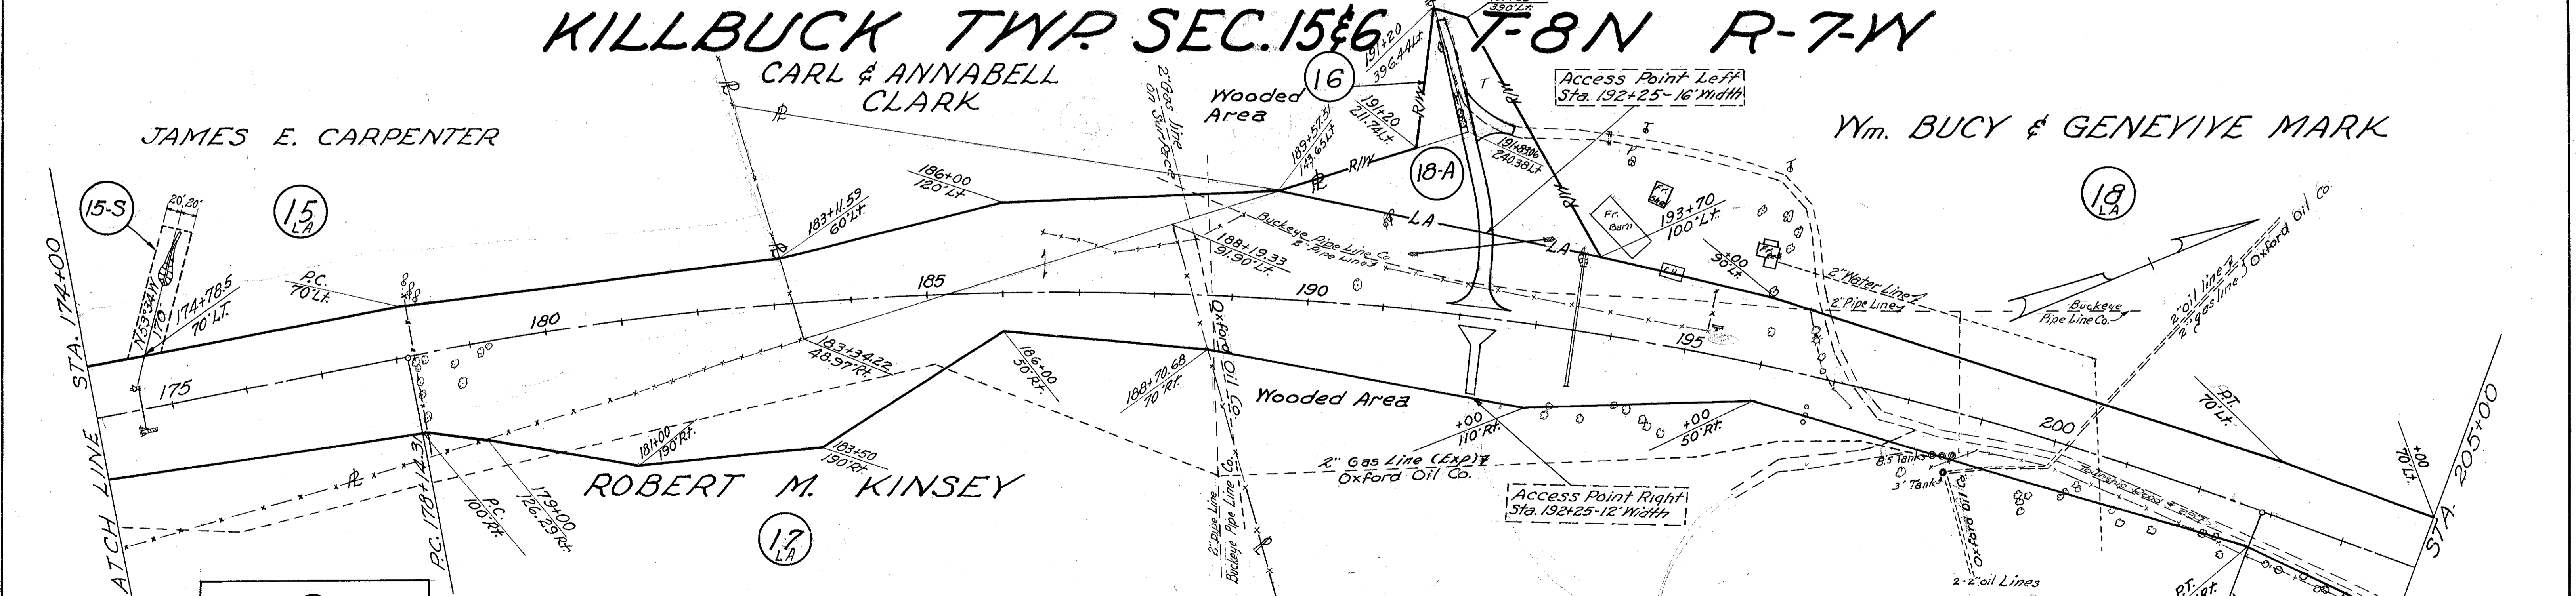 KILLBUCK TWP. SEC. 15&6 T-8N R-7-W
390' Lt.
191+20
396.44 Lt.
CARL & ANNABELL
CLARK
16
Wooded
Area
2" Gas line
on Surface
Access Point Left
Sta. 192+25-16' Width
JAMES E. CARPENTER
Wm. BUCY & GENEVIVE MARK
191+20
211.74 Lt.
R/W
R/W
T
189+57.51
143.65 Lt
R/W
18-A
240.38 Lt
R/W
15-S
20' 20'
15
LA
18
LA
186+00
120' Lt
183+11.59
60' Lt.
LA
LA
Fr.
Barn
193+70
100' Lt.
Buckeye Pipe Line Co
2" Pipe Lines
188+19.33
91.90' Lt.
+00
90' Lt.
2" Water Line
2" Pipe Line
Buckeye
Pipe Line Co.
2" oil line
2" gas line
Oxford Oil Co.
STA. 174+00
N53°34'W
170'
174+78.5
70' LT.
P.C.
70' Lt.
175
180
185
190
195
200
183+34.22
48.97' Rt.
186+00
50' Rt.
188+70.68
70' Rt.
Oxford Oil Co.
Wooded Area
P.T.
70' Lt.
+00
70' Lt.
STA. 205+00
+00
110' Rt.
+00
50' Rt.
181+00
190' Rt.
183+50
190' Rt.
ROBERT M. KINSEY
17
LA
2" Gas Line (Exp)
Oxford Oil Co.
Access Point Right
Sta. 192+25-12' Width
8.5' Tanks
3' Tank
Oxford Oil Co.
2-2" oil Lines
ATCH LINE
P.C. 178+14.31
P.C.
100' Rt.
179+00
126.29 Rt.
2" Pipe Line
Buckeye Pipe Line Co.
P.T.
Rt.